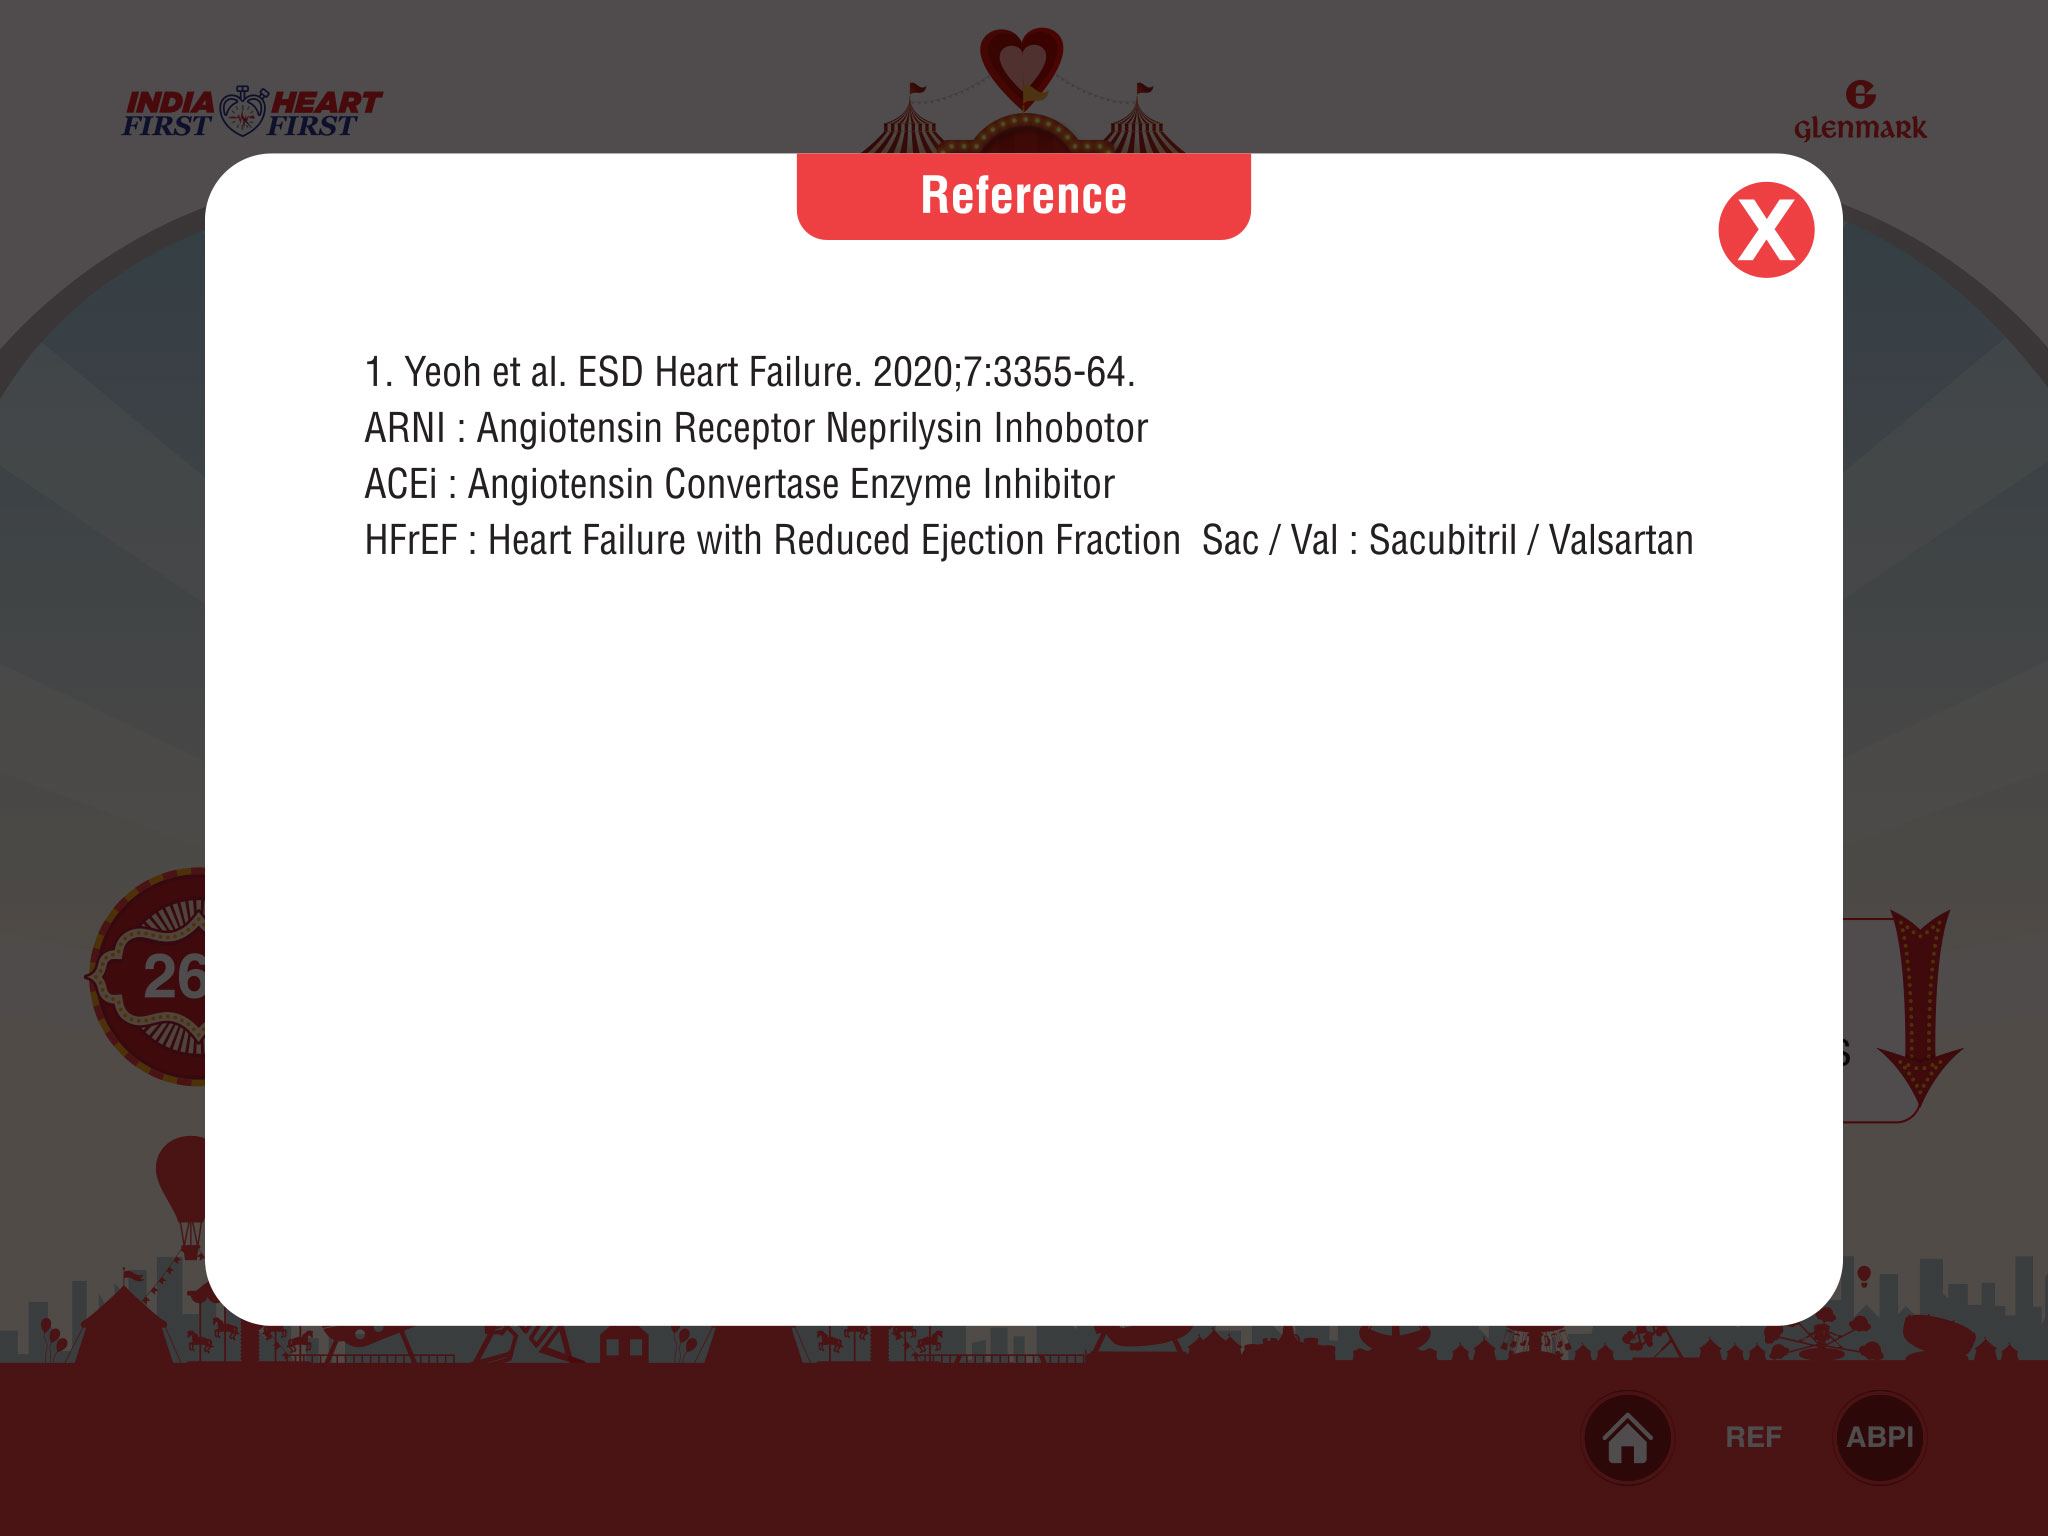 INDIA HEART
FIRST FIRST
GLENMARK
Reference
X
1. Yeoh et al. ESD Heart Failure. 2020;7:3355-64.
ARNI : Angiotensin Receptor Neprilysin Inhobotor
ACEi : Angiotensin Convertase Enzyme Inhibitor
HFrEF : Heart Failure with Reduced Ejection Fraction  Sac / Val : Sacubitril / Valsartan
26
REF
ABPI